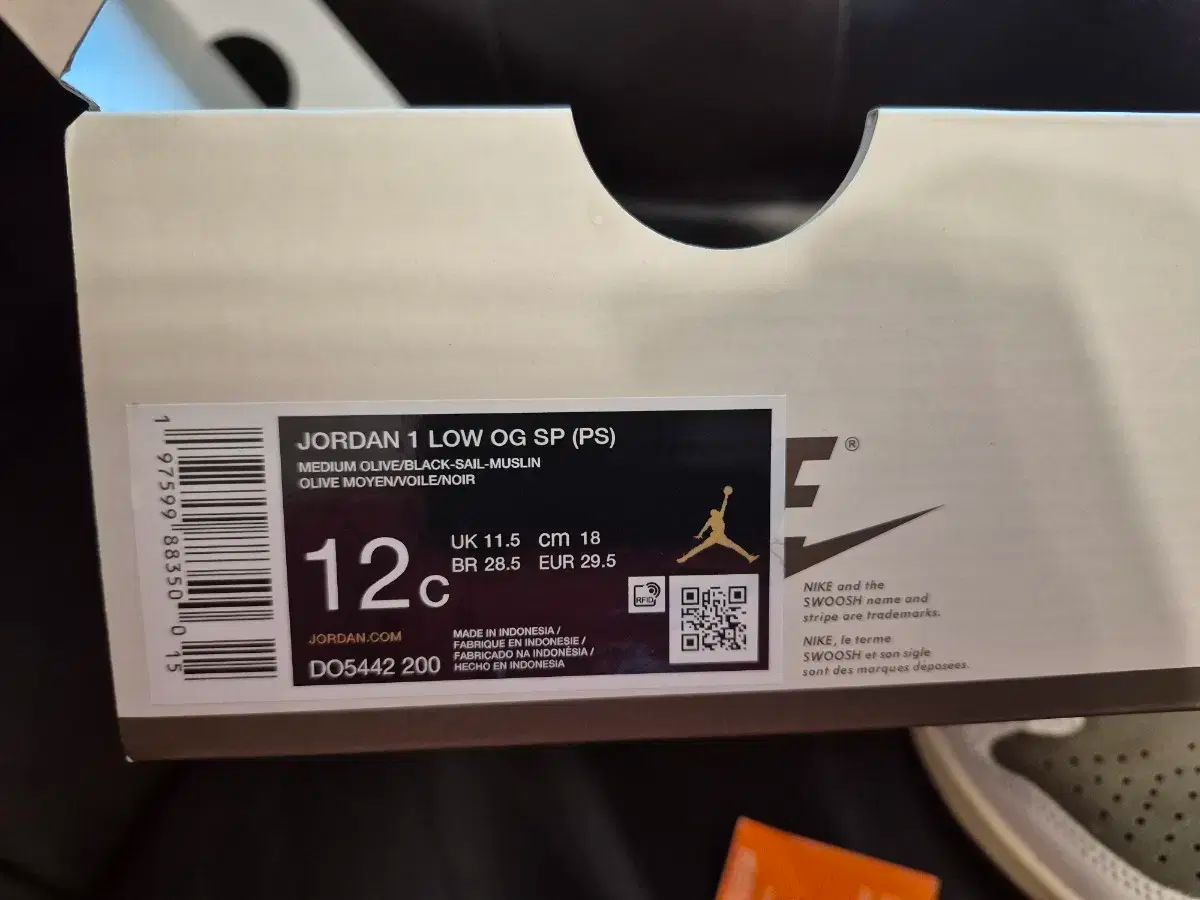 JORDAN 1 LOW OG SP (PS)
MEDIUM OLIVE/BLACK-SAIL-MUSLIN
OLIVE MOYEN/VOILE/NOIR
12c
UK 11.5 cm 18
BR 28.5 EUR 29.5
RFID
JORDAN.COM
DO5442 200
MADE IN INDONESIA /
FABRIQUE EN INDONESIE /
FABRICADO NA INDONÉSIA /
HECHO EN INDONESIA
1 97599 88350 0 15
E®
NIKE and the
SWOOSH name and
stripe are trademarks.
NIKE, le terme
SWOOSH et son sigle
sont des marques deposees.